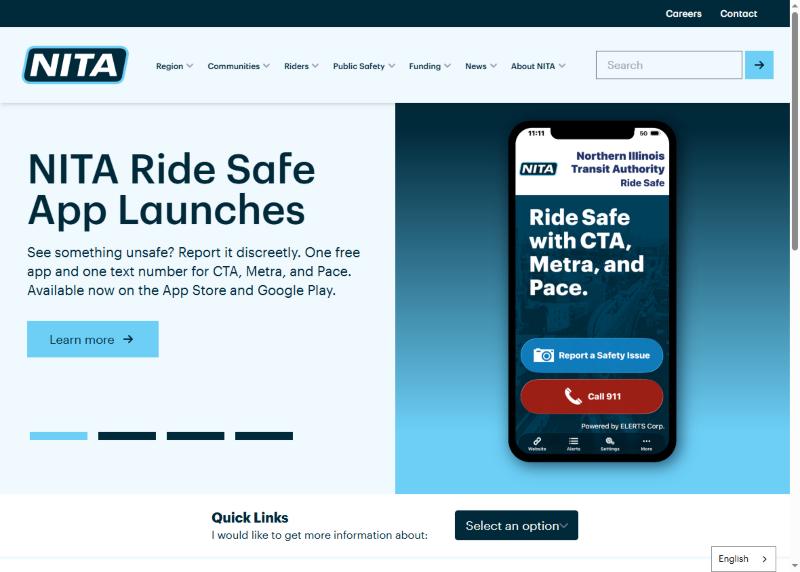 Careers Contact
NITA
Region Communities Riders Public Safety Funding News About NITA
Search
NITA Ride Safe
App Launches
See something unsafe? Report it discreetly. One free
app and one text number for CTA, Metra, and Pace.
Available now on the App Store and Google Play.
Learn more
11:11 5G
NITA
Northern Illinois
Transit Authority
Ride Safe
Ride Safe
with CTA,
Metra, and
Pace.
Report a Safety Issue
Call 911
Powered by ELERTS Corp.
Website Alerts Settings More
Quick Links
I would like to get more information about:
Select an option
English